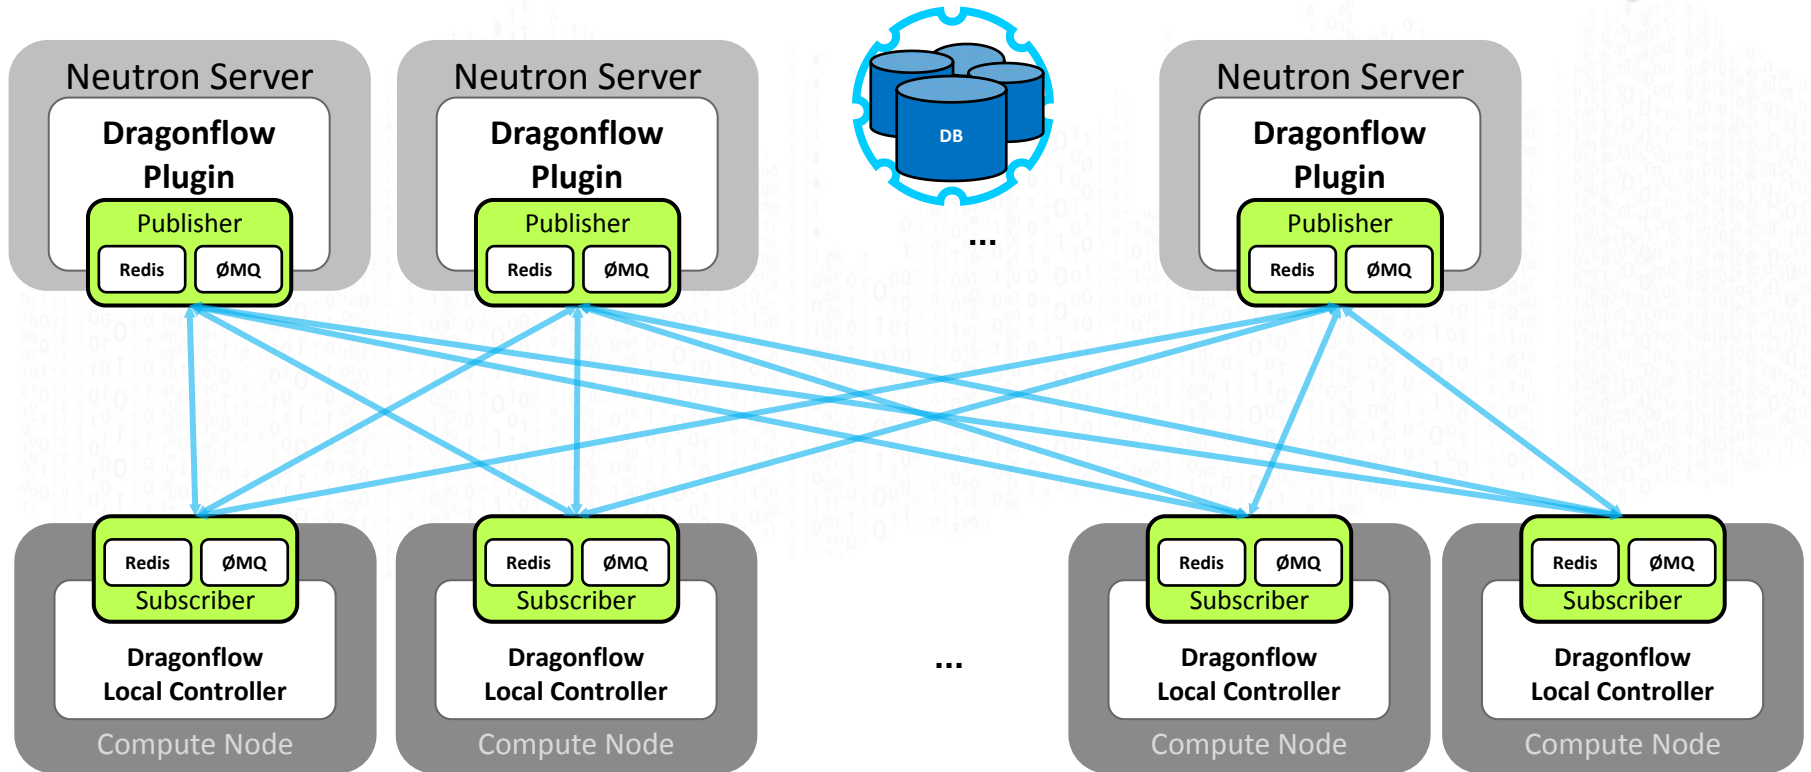 Neutron Server
Dragonflow
Plugin
Publisher
Redis
ØMQ
Neutron Server
Dragonflow
Plugin
Publisher
Redis
ØMQ
DB
...
Neutron Server
Dragonflow
Plugin
Publisher
Redis
ØMQ
Redis
ØMQ
Subscriber
Dragonflow
Local Controller
Compute Node
Redis
ØMQ
Subscriber
Dragonflow
Local Controller
Compute Node
...
Redis
ØMQ
Subscriber
Dragonflow
Local Controller
Compute Node
Redis
ØMQ
Subscriber
Dragonflow
Local Controller
Compute Node